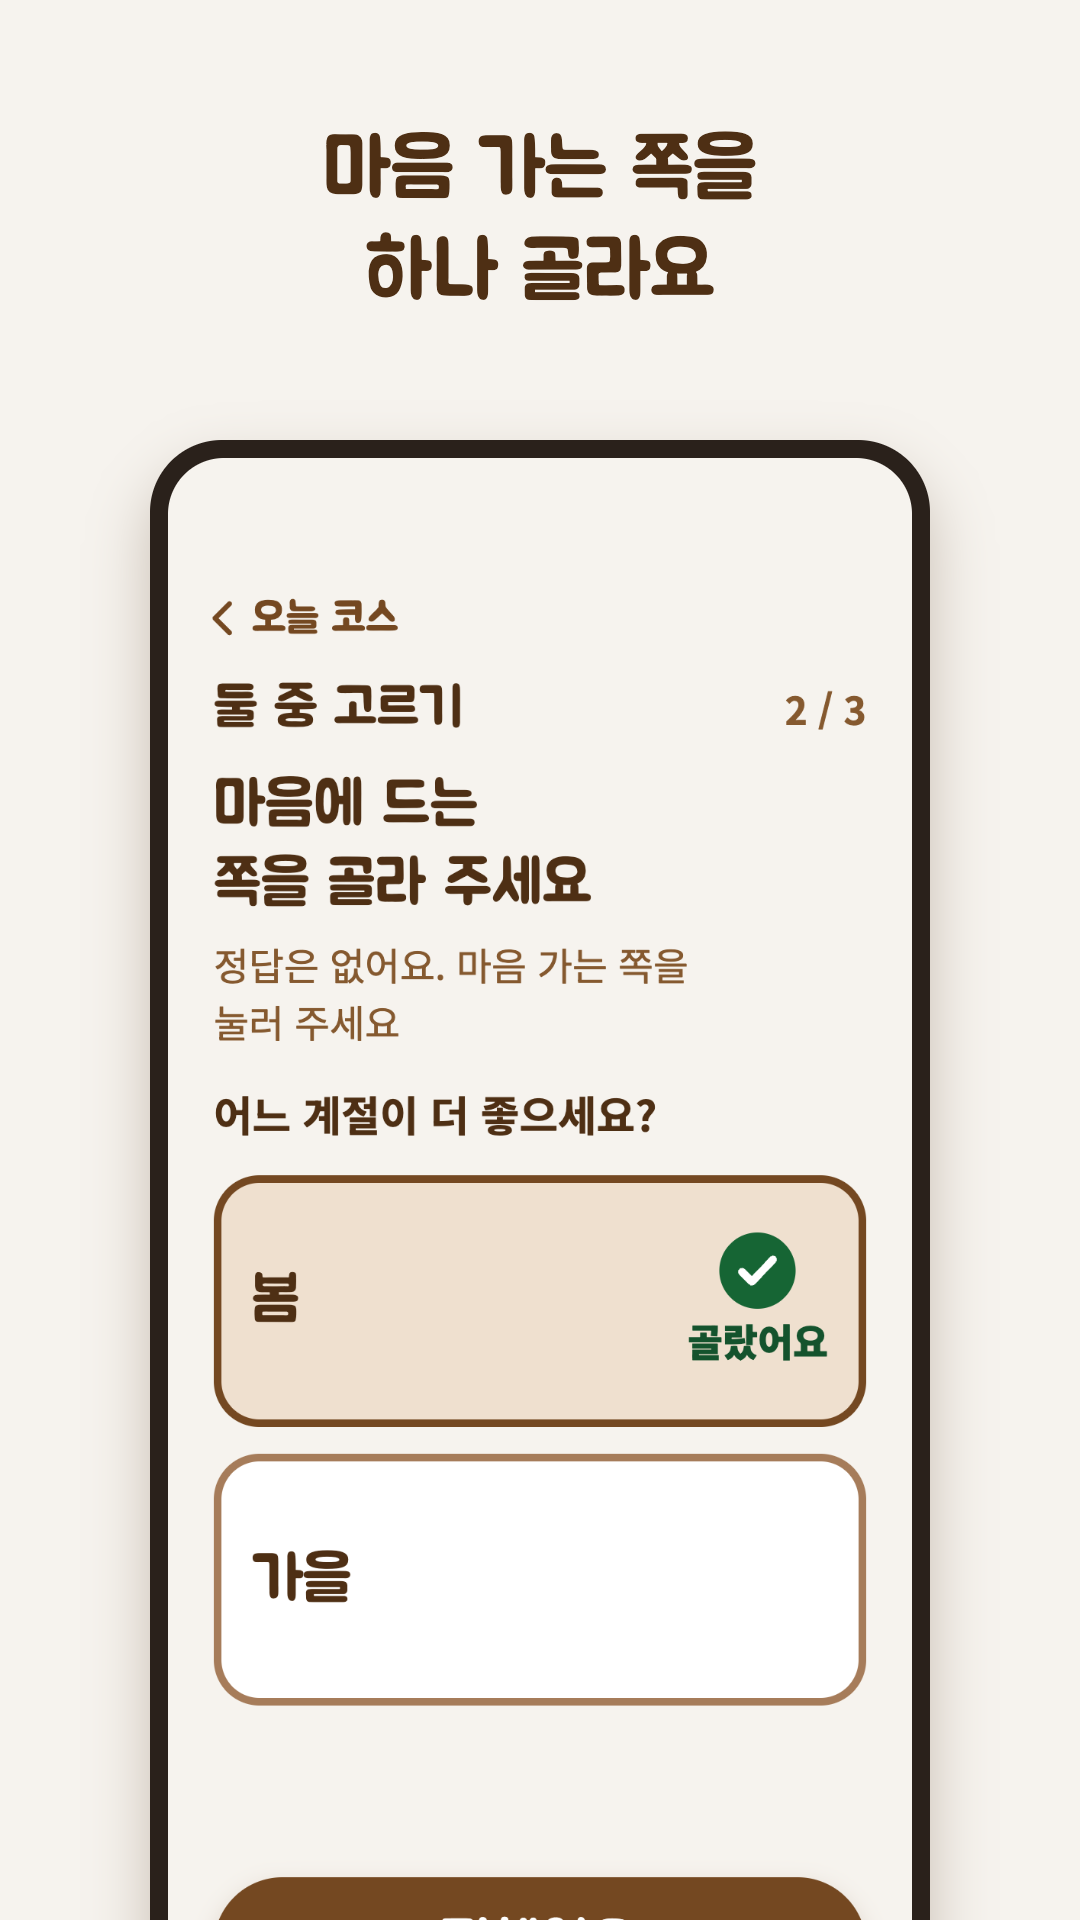 마음 가는 쪽을
하나 골라요
오늘 코스
둘 중 고르기
2 / 3
마음에 드는
쪽을 골라 주세요
정답은 없어요. 마음 가는 쪽을
눌러 주세요
어느 계절이 더 좋으세요?
봄
골랐어요
가을